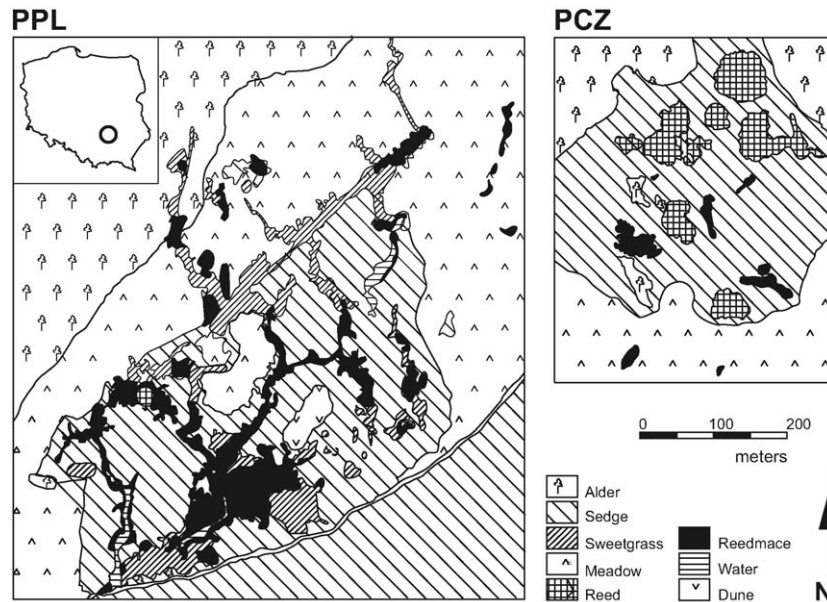 PPL
PCZ
0 100 200
meters
Alder
Sedge
Sweetgrass
Meadow
Reed
Reedmace
Water
Dune
N